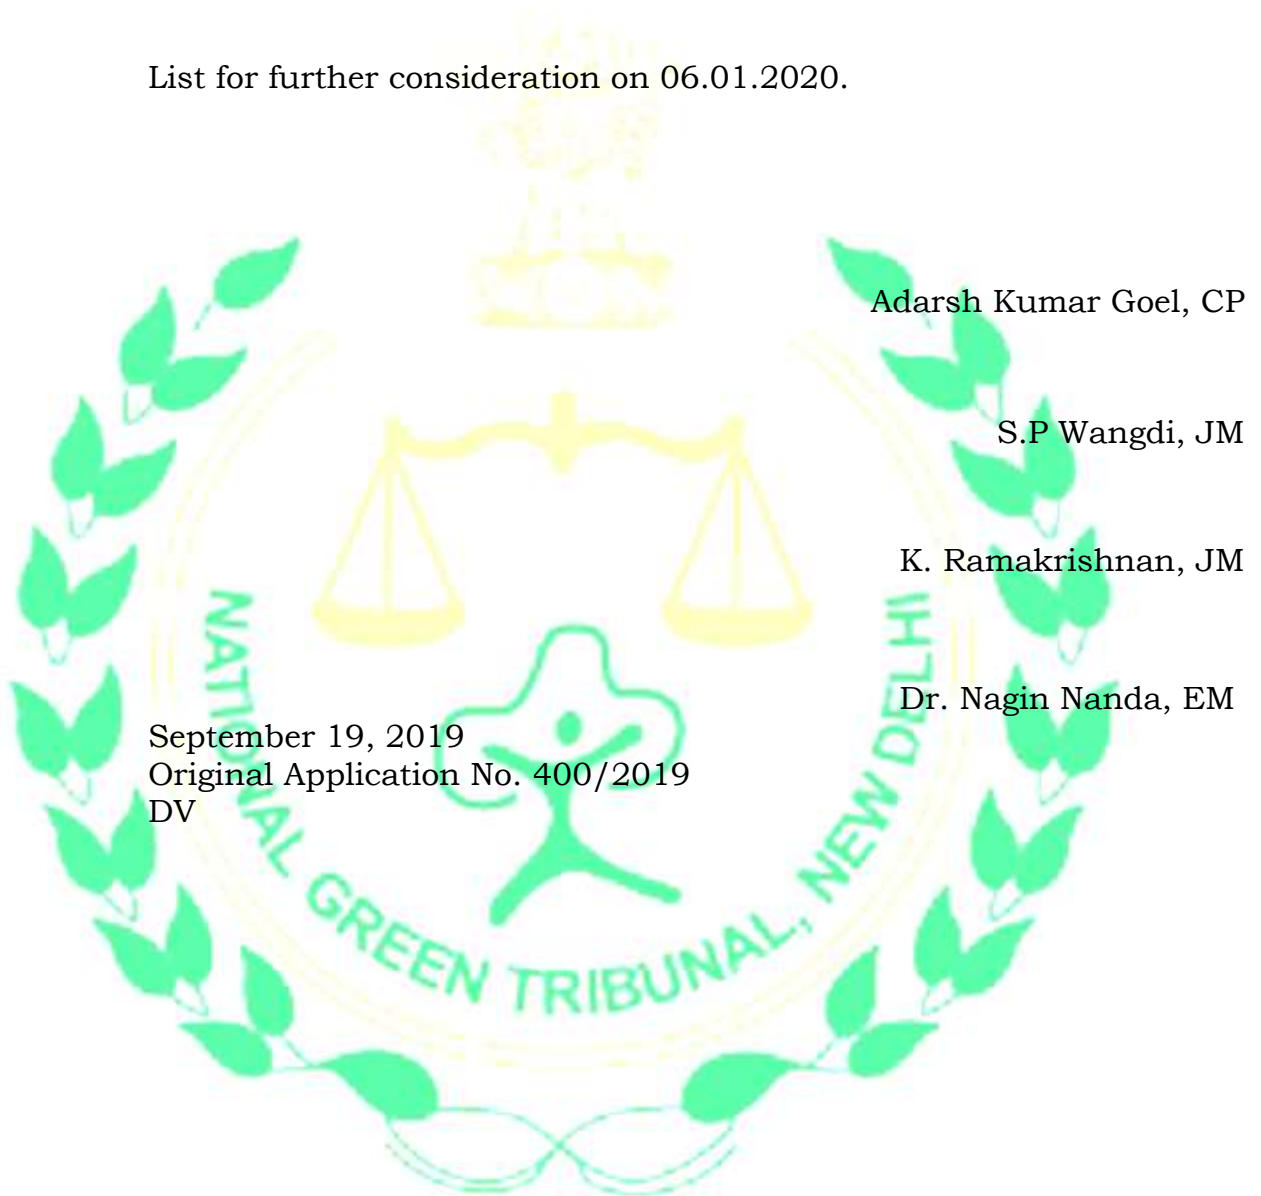 List for further consideration on 06.01.2020.
Adarsh Kumar Goel, CP
S.P Wangdi, JM
K. Ramakrishnan, JM
Dr. Nagin Nanda, EM
September 19, 2019
Original Application No. 400/2019
DV
NATIONAL GREEN TRIBUNAL, NEW DELHI